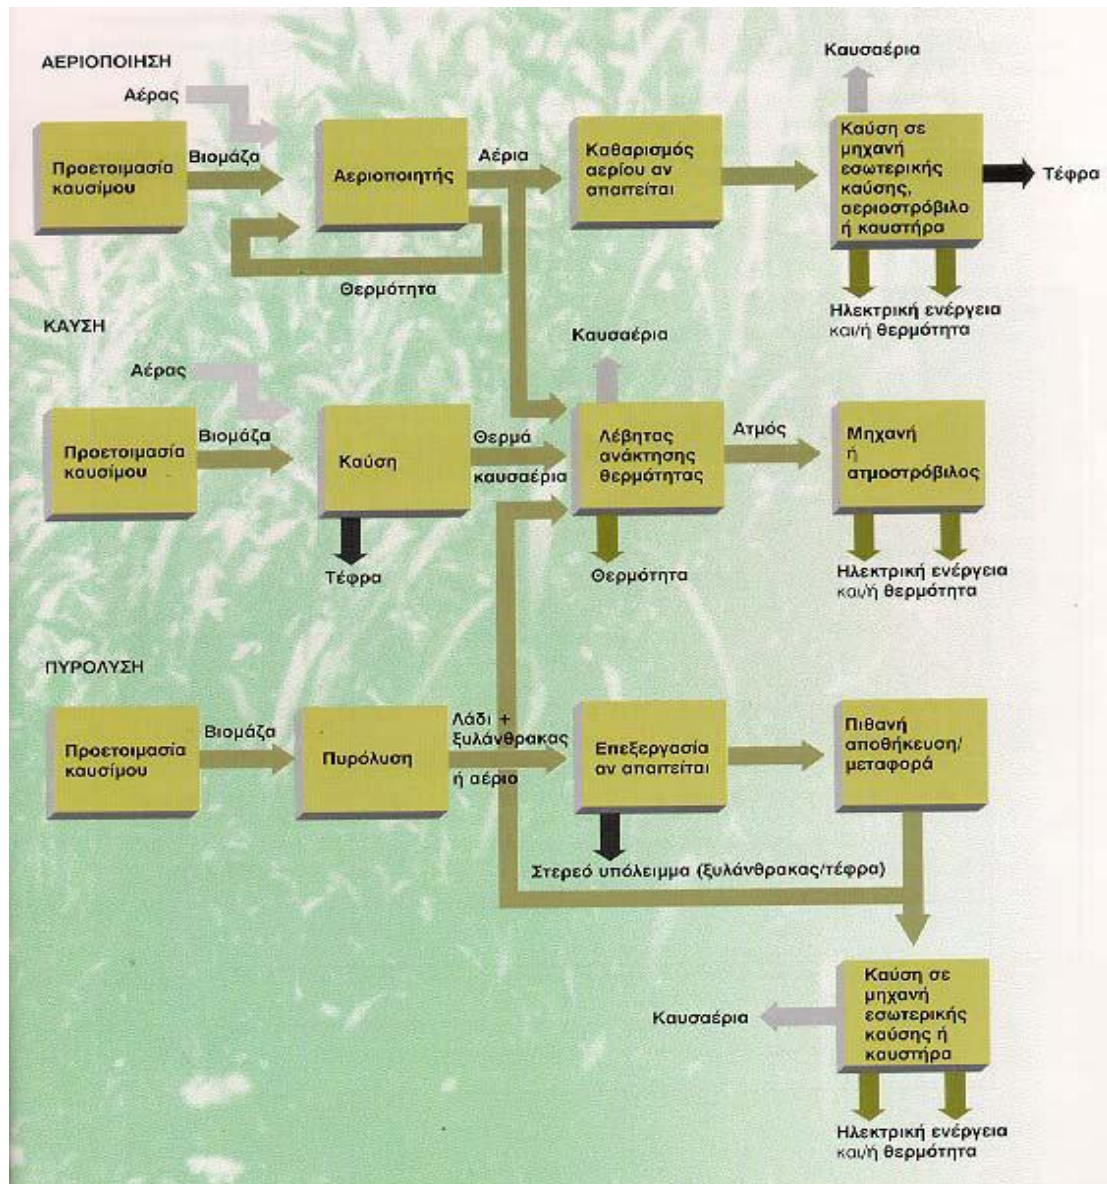 ΑΕΡΙΟΠΟΙΗΣΗ
Αέρας
Προετοιμασία
καυσίμου
Βιομάζα
Αεριοποιητής
Θερμότητα
Αέρια
Καθαρισμός
αερίου αν
απαιτείται
Καυσαέρια
Καύση σε
μηχανή
εσωτερικής
καύσης,
αεριοστρόβιλο
ή καυστήρα
Τέφρα
Ηλεκτρική ενέργεια
και/ή θερμότητα
ΚΑΥΣΗ
Αέρας
Προετοιμασία
καυσίμου
Βιομάζα
Καύση
Τέφρα
Θερμά
καυσαέρια
Καυσαέρια
Λέβητας
ανάκτησης
θερμότητας
Θερμότητα
Ατμός
Μηχανή
ή
ατμοστρόβιλος
Ηλεκτρική ενέργεια
και/ή θερμότητα
ΠΥΡΟΛΥΣΗ
Προετοιμασία
καυσίμου
Βιομάζα
Πυρόλυση
Λάδι +
ξυλάνθρακας
ή αέριο
Επεξεργασία
αν απαιτείται
Στερεό υπόλειμμα (ξυλάνθρακας/τέφρα)
Πιθανή
αποθήκευση/
μεταφορά
Καυσαέρια
Καύση σε
μηχανή
εσωτερικής
καύσης ή
καυστήρα
Ηλεκτρική ενέργεια
και/ή θερμότητα